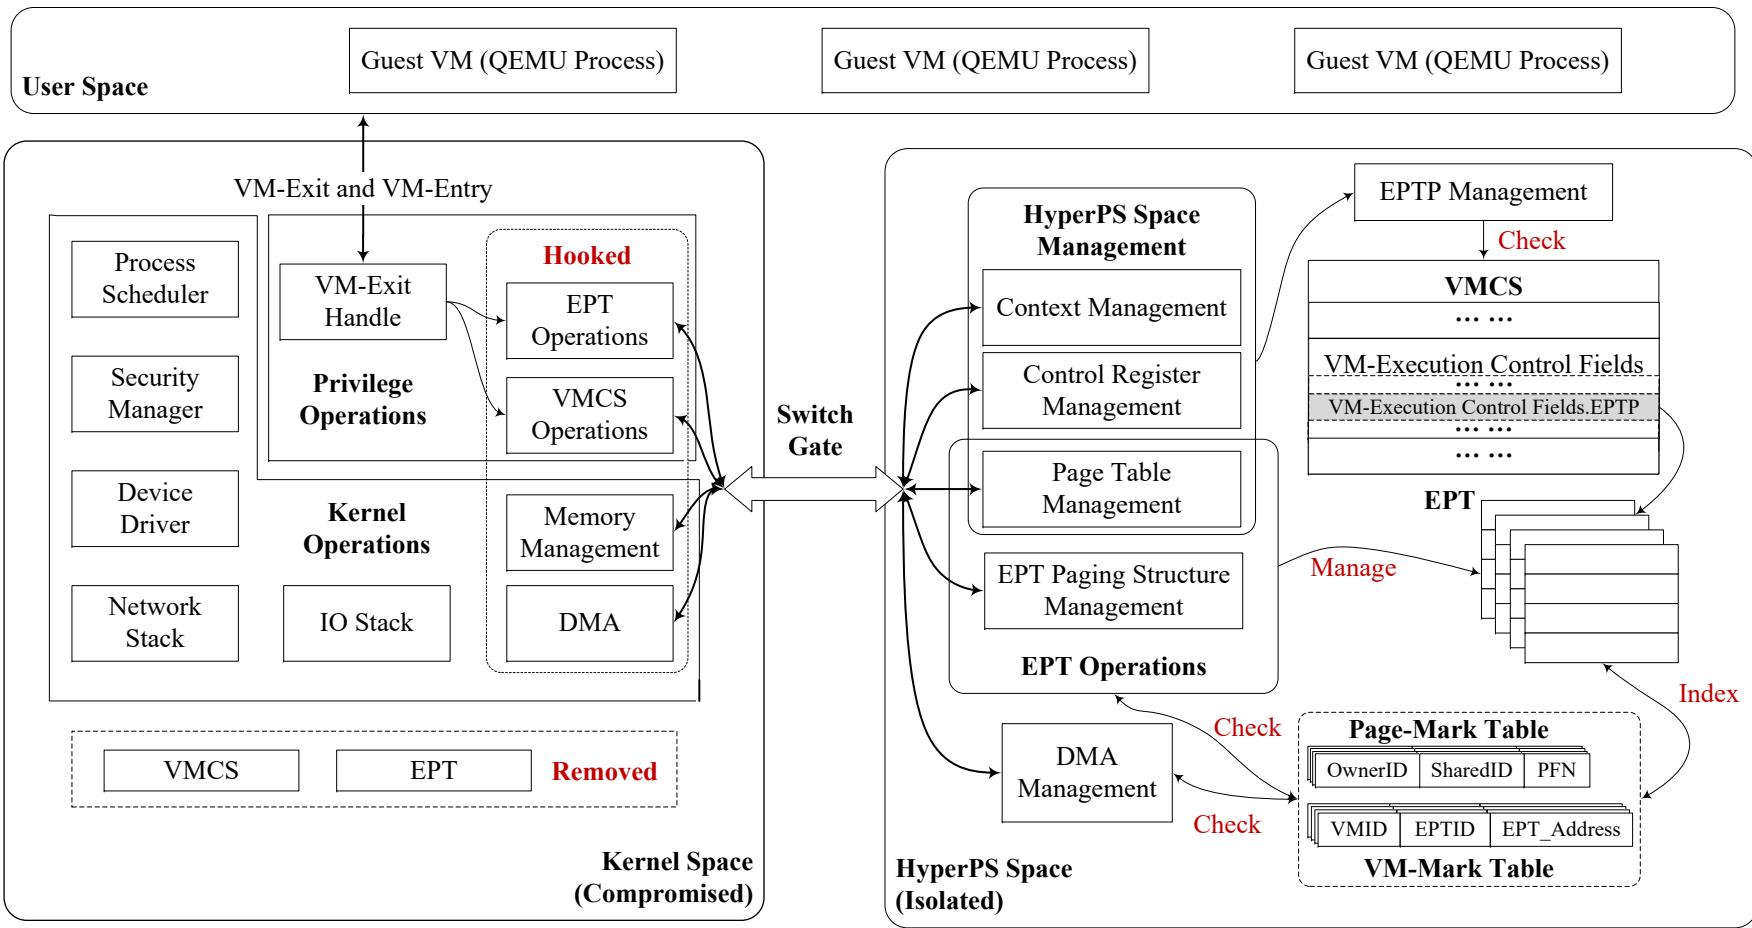 Guest VM (QEMU Process)
Guest VM (QEMU Process)
Guest VM (QEMU Process)
User Space
VM-Exit and VM-Entry
Process
Scheduler
Security
Manager
Device
Driver
Network
Stack
VM-Exit
Handle
Privilege
Operations
Hooked
EPT
Operations
VMCS
Operations
Kernel
Operations
Memory
Management
IO Stack
DMA
VMCS
EPT
Removed
Kernel Space
(Compromised)
Switch
Gate
HyperPS Space
Management
Context Management
Control Register
Management
Page Table
Management
EPT Paging Structure
Management
EPT Operations
DMA
Management
HyperPS Space
(Isolated)
EPTP Management
Check
VMCS
... ...
VM-Execution Control Fields
... ...
VM-Execution Control Fields.EPTP
... ...
... ...
EPT
Manage
Index
Check
Check
Page-Mark Table
OwnerID
SharedID
PFN
VMID
EPTID
EPT_Address
VM-Mark Table